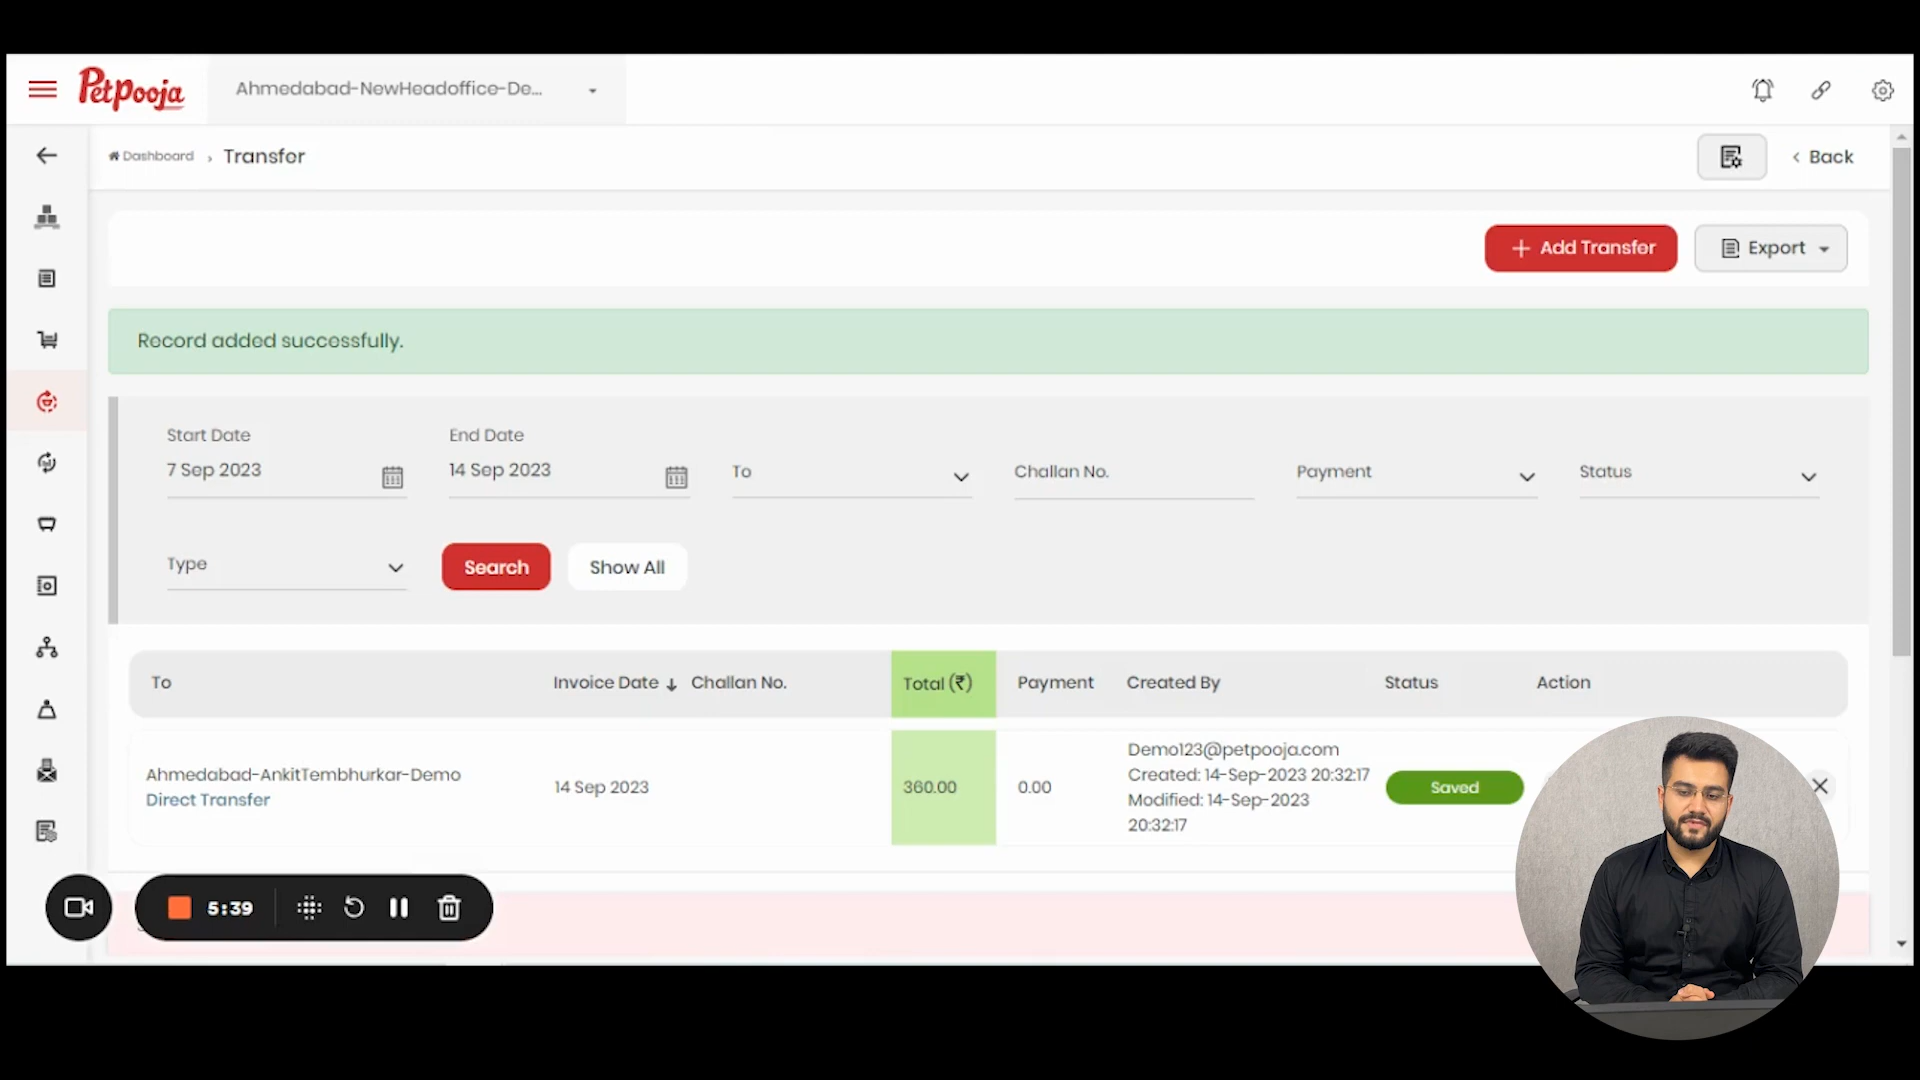 PetPooja
Ahmedabad-NewHeadoffice-De...
Dashboard › Transfer
‹ Back
+ Add Transfer
Export
Record added successfully.
Start Date
7 Sep 2023
End Date
14 Sep 2023
To
Challan No.
Payment
Status
Type
Search
Show All
To
Invoice Date ↓
Challan No.
Total (₹)
Payment
Created By
Status
Action
Ahmedabad-AnkitTembhurkar-Demo
Direct Transfer
14 Sep 2023
360.00
0.00
Demo123@petpooja.com
Created: 14-Sep-2023 20:32:17
Modified: 14-Sep-2023
20:32:17
Saved
5:39